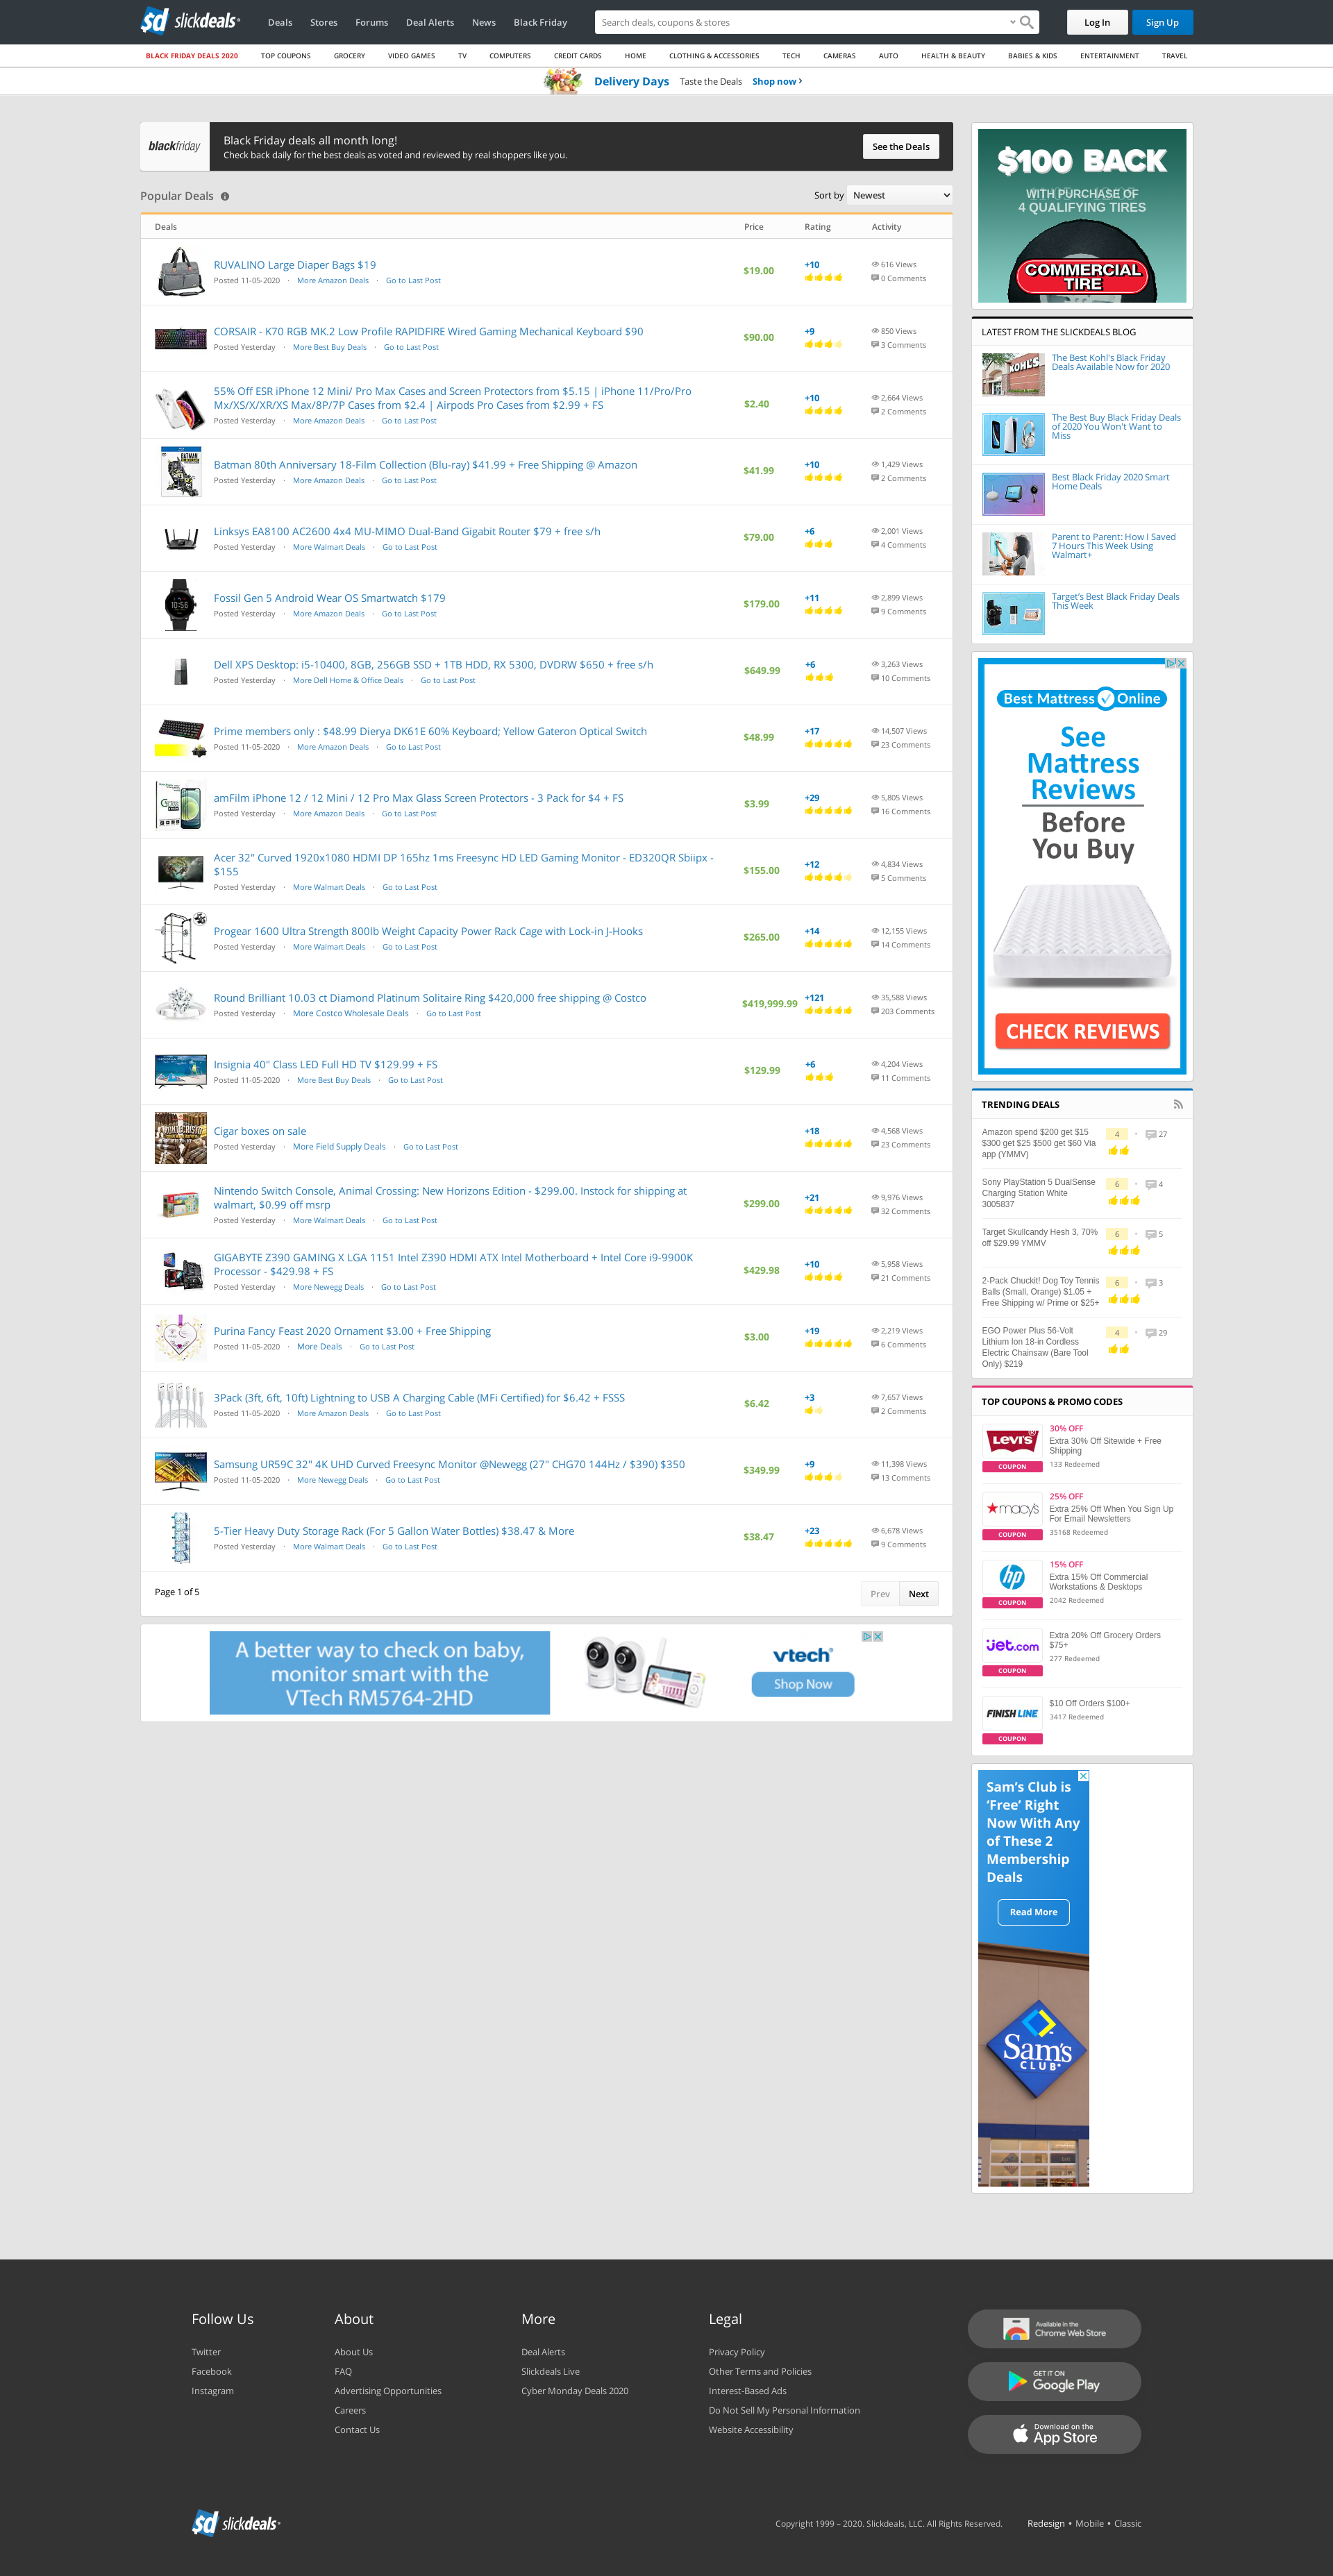 slickdeals
Deals Stores Forums Deal Alerts News Black Friday
Search deals, coupons & stores
Log In Sign Up
BLACK FRIDAY DEALS 2020 TOP COUPONS GROCERY VIDEO GAMES TV COMPUTERS CREDIT CARDS HOME CLOTHING & ACCESSORIES TECH CAMERAS AUTO HEALTH & BEAUTY BABIES & KIDS ENTERTAINMENT TRAVEL
Delivery Days Taste the Deals Shop now
blackfriday
Black Friday deals all month long!
Check back daily for the best deals as voted and reviewed by real shoppers like you.
See the Deals
Popular Deals
Sort by Newest
Deals Price Rating Activity
RUVALINO Large Diaper Bags $19
Posted 11-05-2020 · More Amazon Deals · Go to Last Post
$19.00
+10
616 Views
0 Comments
CORSAIR - K70 RGB MK.2 Low Profile RAPIDFIRE Wired Gaming Mechanical Keyboard $90
Posted Yesterday · More Best Buy Deals · Go to Last Post
$90.00
+9
850 Views
3 Comments
55% Off ESR iPhone 12 Mini/ Pro Max Cases and Screen Protectors from $5.15 | iPhone 11/Pro/Pro
Mx/XS/X/XR/XS Max/8P/7P Cases from $2.4 | Airpods Pro Cases from $2.99 + FS
Posted Yesterday · More Amazon Deals · Go to Last Post
$2.40
+10
2,664 Views
2 Comments
Batman 80th Anniversary 18-Film Collection (Blu-ray) $41.99 + Free Shipping @ Amazon
Posted Yesterday · More Amazon Deals · Go to Last Post
$41.99
+10
1,429 Views
2 Comments
Linksys EA8100 AC2600 4x4 MU-MIMO Dual-Band Gigabit Router $79 + free s/h
Posted Yesterday · More Walmart Deals · Go to Last Post
$79.00
+6
2,001 Views
4 Comments
Fossil Gen 5 Android Wear OS Smartwatch $179
Posted Yesterday · More Amazon Deals · Go to Last Post
$179.00
+11
2,899 Views
9 Comments
Dell XPS Desktop: i5-10400, 8GB, 256GB SSD + 1TB HDD, RX 5300, DVDRW $650 + free s/h
Posted Yesterday · More Dell Home & Office Deals · Go to Last Post
$649.99
+6
3,263 Views
10 Comments
Prime members only : $48.99 Dierya DK61E 60% Keyboard; Yellow Gateron Optical Switch
Posted 11-05-2020 · More Amazon Deals · Go to Last Post
$48.99
+17
14,507 Views
23 Comments
amFilm iPhone 12 / 12 Mini / 12 Pro Max Glass Screen Protectors - 3 Pack for $4 + FS
Posted Yesterday · More Amazon Deals · Go to Last Post
$3.99
+29
5,805 Views
16 Comments
Acer 32" Curved 1920x1080 HDMI DP 165hz 1ms Freesync HD LED Gaming Monitor - ED320QR Sbiipx -
$155
Posted Yesterday · More Walmart Deals · Go to Last Post
$155.00
+12
4,834 Views
5 Comments
Progear 1600 Ultra Strength 800lb Weight Capacity Power Rack Cage with Lock-in J-Hooks
Posted Yesterday · More Walmart Deals · Go to Last Post
$265.00
+14
12,155 Views
14 Comments
Round Brilliant 10.03 ct Diamond Platinum Solitaire Ring $420,000 free shipping @ Costco
Posted Yesterday · More Costco Wholesale Deals · Go to Last Post
$419,999.99
+121
35,588 Views
203 Comments
Insignia 40" Class LED Full HD TV $129.99 + FS
Posted 11-05-2020 · More Best Buy Deals · Go to Last Post
$129.99
+6
4,204 Views
11 Comments
Cigar boxes on sale
Posted Yesterday · More Field Supply Deals · Go to Last Post
+18
4,568 Views
23 Comments
Nintendo Switch Console, Animal Crossing: New Horizons Edition - $299.00. Instock for shipping at
walmart, $0.99 off msrp
Posted Yesterday · More Walmart Deals · Go to Last Post
$299.00
+21
9,976 Views
32 Comments
GIGABYTE Z390 GAMING X LGA 1151 Intel Z390 HDMI ATX Intel Motherboard + Intel Core i9-9900K
Processor - $429.98 + FS
Posted Yesterday · More Newegg Deals · Go to Last Post
$429.98
+10
5,958 Views
21 Comments
Purina Fancy Feast 2020 Ornament $3.00 + Free Shipping
Posted 11-05-2020 · More Deals · Go to Last Post
$3.00
+19
2,219 Views
6 Comments
3Pack (3ft, 6ft, 10ft) Lightning to USB A Charging Cable (MFi Certified) for $6.42 + FSSS
Posted 11-05-2020 · More Amazon Deals · Go to Last Post
$6.42
+3
7,657 Views
2 Comments
Samsung UR59C 32" 4K UHD Curved Freesync Monitor @Newegg (27" CHG70 144Hz / $390) $350
Posted 11-05-2020 · More Newegg Deals · Go to Last Post
$349.99
+9
11,398 Views
13 Comments
5-Tier Heavy Duty Storage Rack (For 5 Gallon Water Bottles) $38.47 & More
Posted Yesterday · More Walmart Deals · Go to Last Post
$38.47
+23
6,678 Views
9 Comments
Page 1 of 5
Prev Next
A better way to check on baby,
monitor smart with the
VTech RM5764-2HD
vtech
Shop Now
$100 BACK
WITH PURCHASE OF
4 QUALIFYING TIRES
COMMERCIAL
TIRE
LATEST FROM THE SLICKDEALS BLOG
KOHL'S
The Best Kohl's Black Friday
Deals Available Now for 2020
The Best Buy Black Friday Deals
of 2020 You Won't Want to
Miss
Best Black Friday 2020 Smart
Home Deals
Parent to Parent: How I Saved
7 Hours This Week Using
Walmart+
Target's Best Black Friday Deals
This Week
Best Mattress Online
See
Mattress
Reviews
Before
You Buy
CHECK REVIEWS
TRENDING DEALS
Amazon spend $200 get $15
$300 get $25 $500 get $60 Via
app (YMMV)
4 27
Sony PlayStation 5 DualSense
Charging Station White
3005837
6 4
Target Skullcandy Hesh 3, 70%
off $29.99 YMMV
6 5
2-Pack Chuckit! Dog Toy Tennis
Balls (Small, Orange) $1.05 +
Free Shipping w/ Prime or $25+
6 3
EGO Power Plus 56-Volt
Lithium Ion 18-in Cordless
Electric Chainsaw (Bare Tool
Only) $219
4 29
TOP COUPONS & PROMO CODES
LEVI'S
COUPON
30% OFF
Extra 30% Off Sitewide + Free
Shipping
133 Redeemed
macy's
COUPON
25% OFF
Extra 25% Off When You Sign Up
For Email Newsletters
35168 Redeemed
hp
COUPON
15% OFF
Extra 15% Off Commercial
Workstations & Desktops
2042 Redeemed
jet.com
COUPON
Extra 20% Off Grocery Orders
$75+
277 Redeemed
FINISH LINE
COUPON
$10 Off Orders $100+
3417 Redeemed
Sam's Club is
'Free' Right
Now With Any
of These 2
Membership
Deals
Read More
Sam's
CLUB
Follow Us
Twitter
Facebook
Instagram
About
About Us
FAQ
Advertising Opportunities
Careers
Contact Us
More
Deal Alerts
Slickdeals Live
Cyber Monday Deals 2020
Legal
Privacy Policy
Other Terms and Policies
Interest-Based Ads
Do Not Sell My Personal Information
Website Accessibility
Available in the
Chrome Web Store
GET IT ON
Google Play
Download on the
App Store
slickdeals
Copyright 1999 – 2020. Slickdeals, LLC. All Rights Reserved.
Redesign • Mobile • Classic